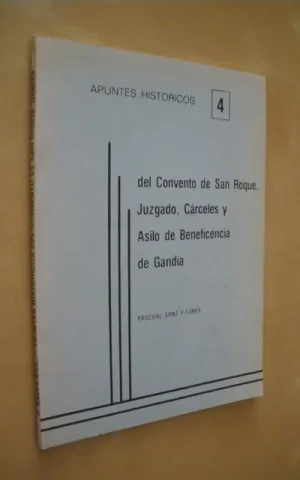 APUNTES HISTORICOS 4
del Convento de San Roque,
Juzgado, Cárceles y
Asilo de Beneficencia
de Gandia
PASCUAL SANZ Y FORES